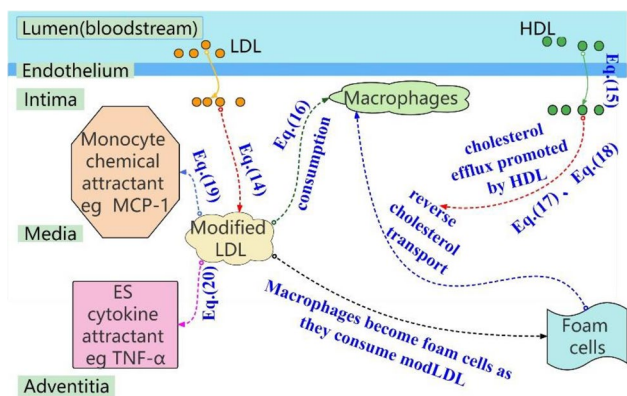 Lumen(bloodstream)
LDL
HDL
Endothelium
Intima
Macrophages
Eq.(15)
Monocyte
chemical
attractant
eg MCP-1
Eq.(19)
Eq.(14)
Eq.(16)
consumption
cholesterol
efflux promoted
by HDL
Eq.(17)、Eq.(18)
reverse
cholesterol
transport
Media
Modified
LDL
Eq.(20)
ES
cytokine
attractant
eg TNF-α
Macrophages become foam cells as
they consume modLDL
Foam
cells
Adventitia